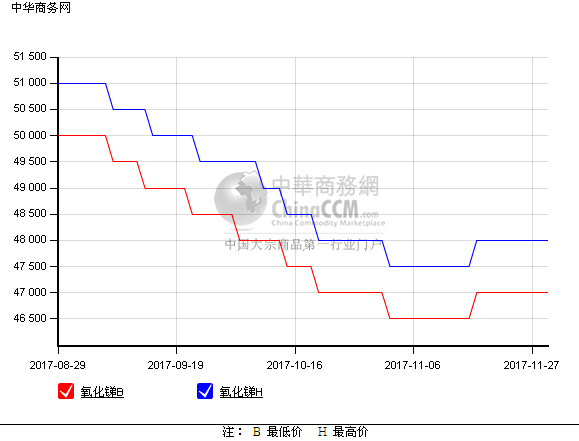 中华商务网
51 500
51 000
50 500
50 000
49 500
49 000
48 500
48 000
47 500
47 000
46 500
中華商務網
ChinaCCM.com
China Commodity Marketplace
中国大宗商品第一行业门户
2017-08-29 2017-09-19 2017-10-16 2017-11-06 2017-11-27
氧化锑B 氧化锑H
注： B 最低价 H 最高价